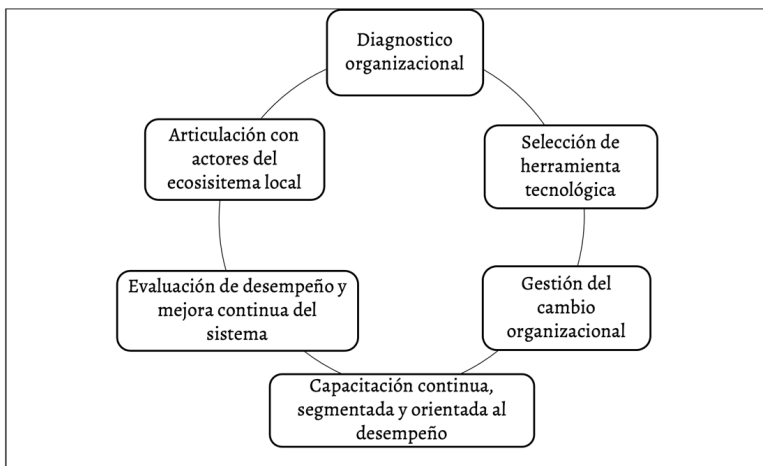 Diagnostico
organizacional
Articulación con
actores del
ecosisitema local
Selección de
herramienta
tecnológica
Evaluación de desempeño y
mejora continua del
sistema
Gestión del
cambio
organizacional
Capacitación continua,
segmentada y orientada al
desempeño